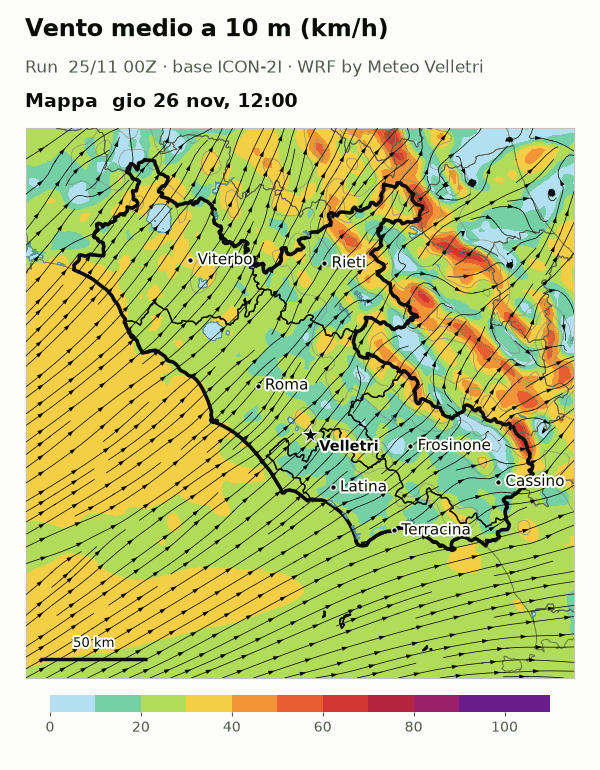 Vento medio a 10 m (km/h)
Run  25/11 00Z · base ICON-2I · WRF by Meteo Velletri
Mappa  gio 26 nov, 12:00
Viterbo
Rieti
Roma
Velletri
Frosinone
Cassino
Latina
Terracina
50 km
0 20 40 60 80 100